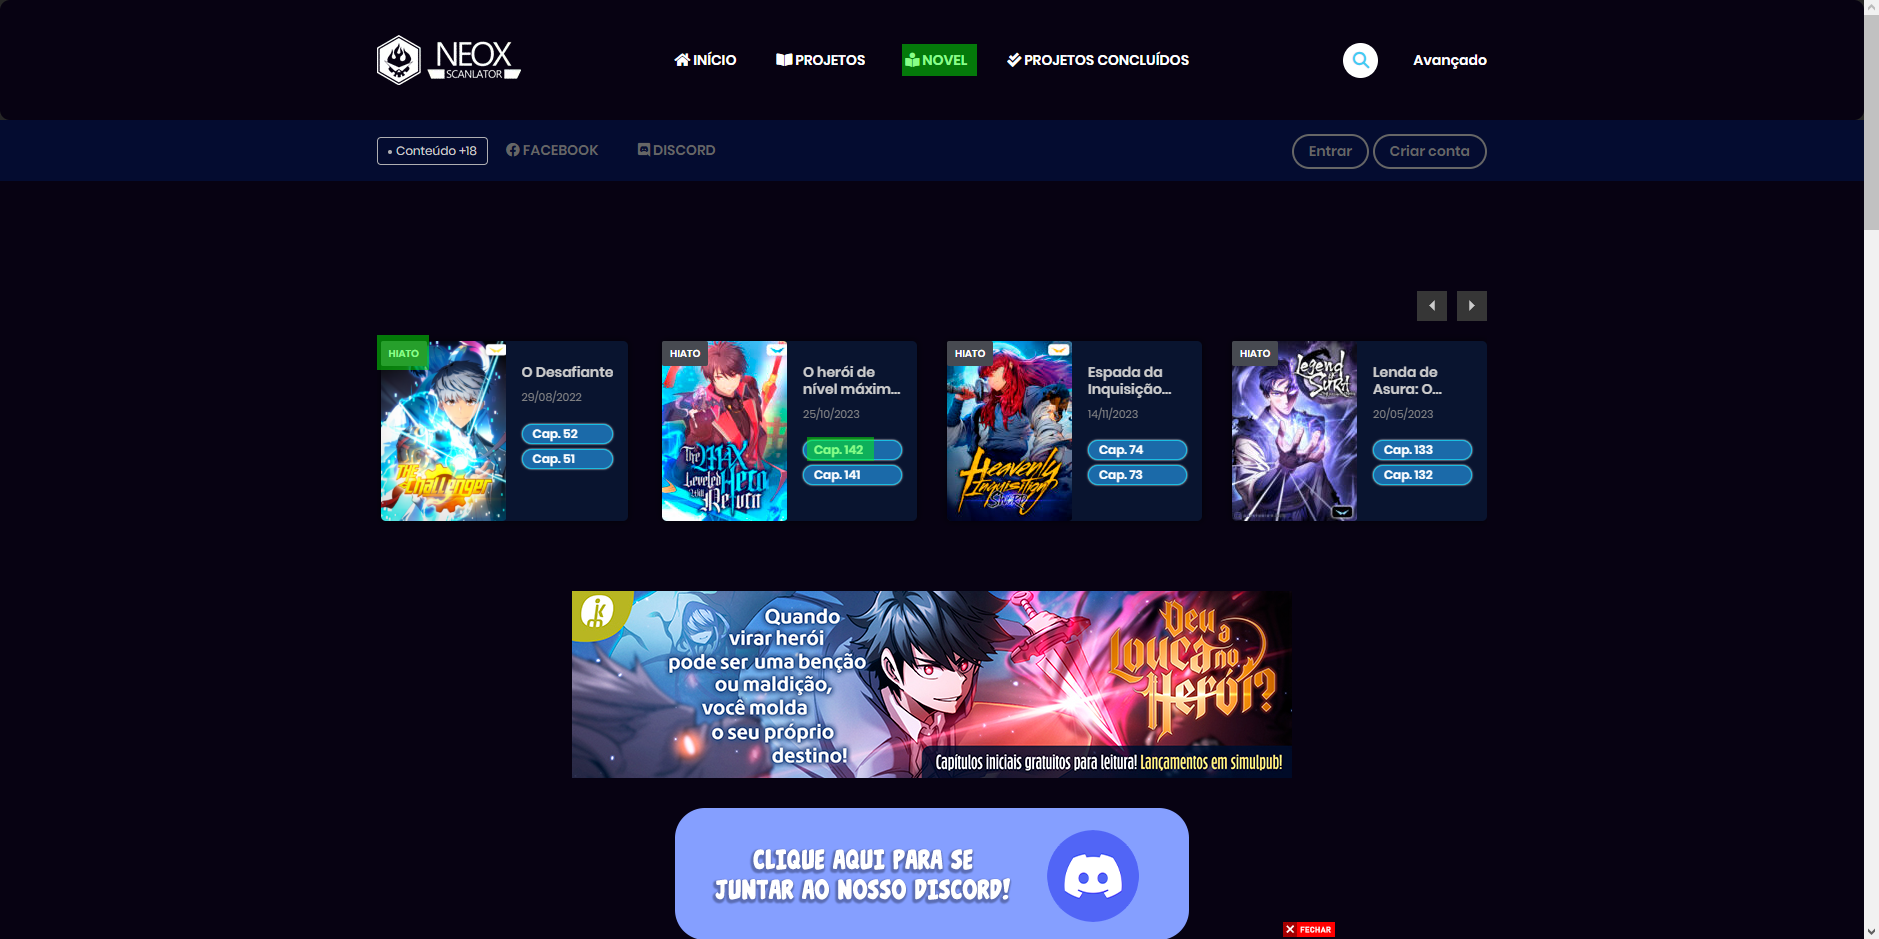 NEOX
SCANLATOR
INÍCIO
PROJETOS
NOVEL
PROJETOS CONCLUÍDOS
Avançado
• Conteúdo +18
FACEBOOK
DISCORD
Entrar
Criar conta
HIATO
THE
Challenger
O Desafiante
29/08/2022
Cap. 52
Cap. 51
HIATO
The MAX
Leveled Hero
Will Return
O herói de
nível máxim...
25/10/2023
Cap. 142
Cap. 141
HIATO
Heavenly
Inquisition
SWORD
Espada da
Inquisição...
14/11/2023
Cap. 74
Cap. 73
HIATO
Legend of
SURA
Lenda de
Asura: O...
20/05/2023
Cap. 133
Cap. 132
Quando
virar herói
pode ser uma benção
ou maldição,
você molda
o seu próprio
destino!
Deu a
Louca no
Herói?
Capítulos iniciais gratuitos para leitura! Lançamentos em simulpub!
CLIQUE AQUI PARA SE
JUNTAR AO NOSSO DISCORD!
X FECHAR